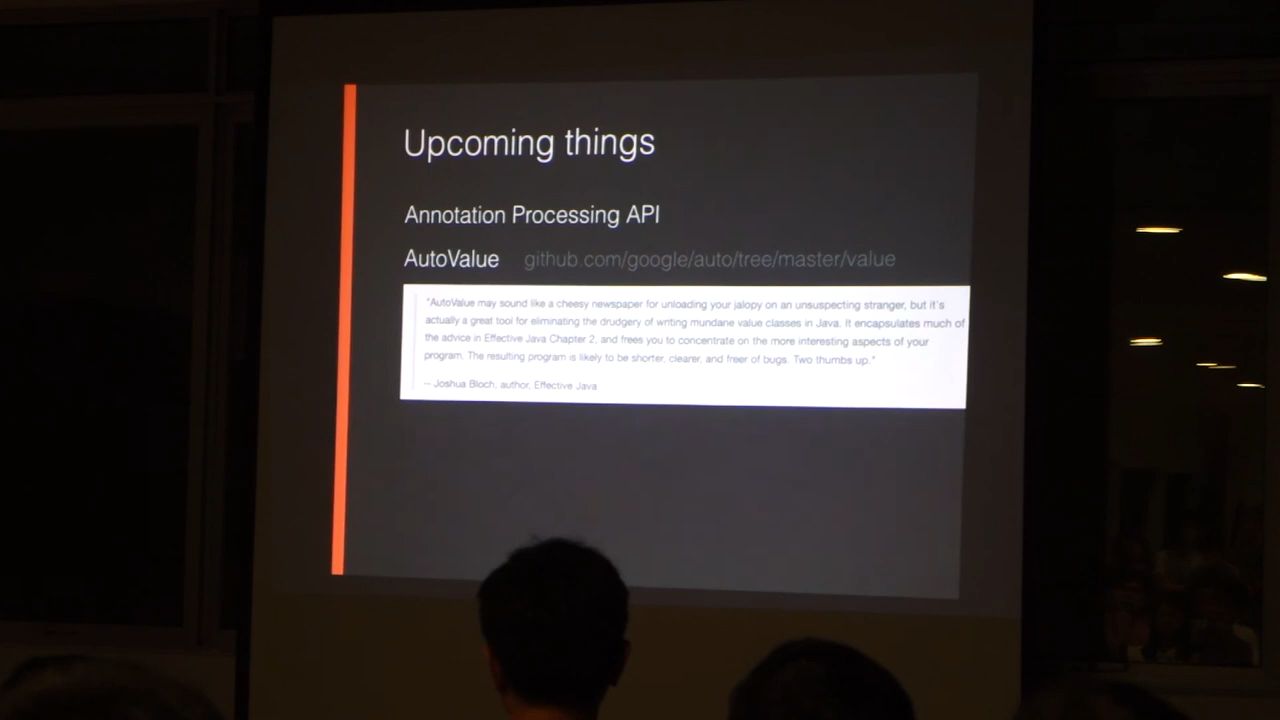 Upcoming things
Annotation Processing API
AutoValue github.com/google/auto/tree/master/value
"AutoValue may sound like a cheesy newspaper for unloading your jalopy on an unsuspecting stranger, but it's
actually a great tool for eliminating the drudgery of writing mundane value classes in Java. It encapsulates much of
the advice in Effective Java Chapter 2, and frees you to concentrate on the more interesting aspects of your
program. The resulting program is likely to be shorter, clearer, and freer of bugs. Two thumbs up."
-- Joshua Bloch, author, Effective Java